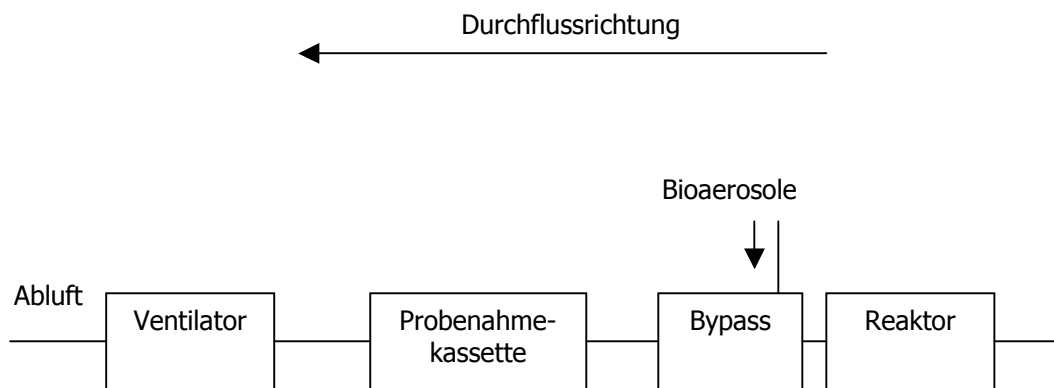 Durchflussrichtung
Bioaerosole
Abluft
Ventilator
Probenahme-
kassette
Bypass
Reaktor